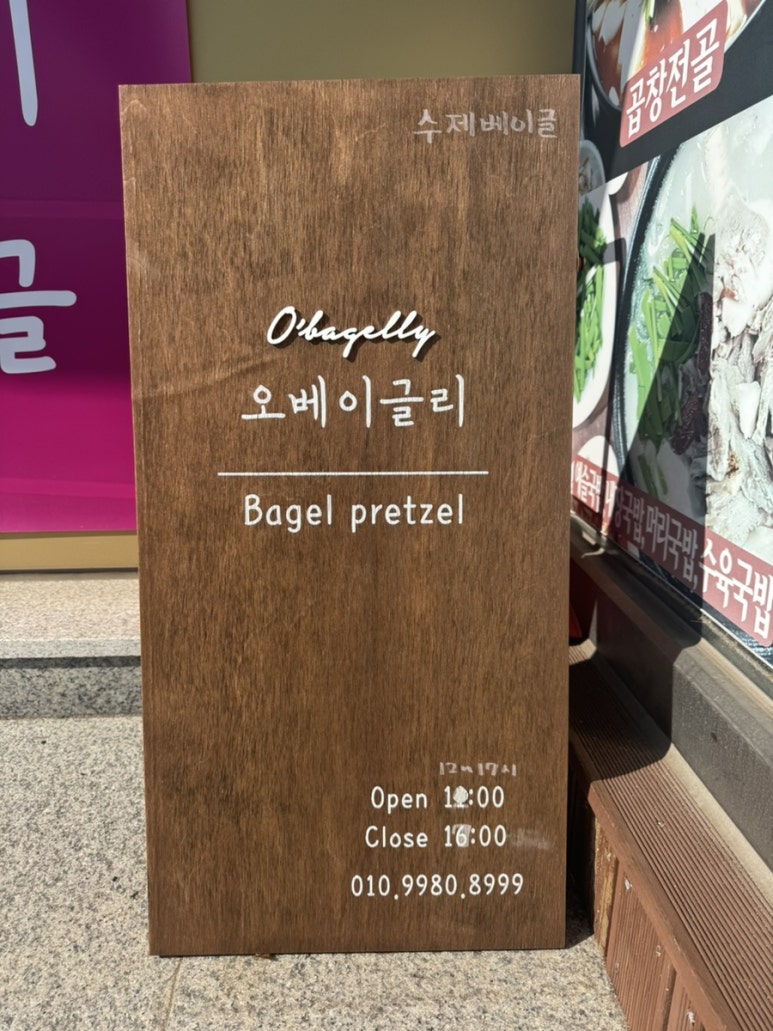 수제베이글
O'bagelly
오베이글리
Bagel pretzel
12~17시
Open 1 :00
Close 16:00
010.9980.8999
곱창전골
머리국밥, 수육국밥
글